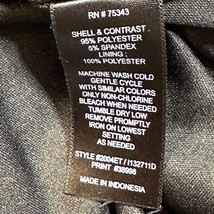 RN # 75343
SHELL & CONTRAST :
95% POLYESTER
5% SPANDEX
LINING :
100% POLYESTER
MACHINE WASH COLD
GENTLE CYCLE
WITH SIMILAR COLORS
ONLY NON-CLORINE
BLEACH WHEN NEEDED
TUMBLE DRY LOW
REMOVE PROMPTLY
IRON ON LOWEST
SETTING
AS NEEDED
STYLE #2004ET / I132711D
PRINT #38998
MADE IN INDONESIA